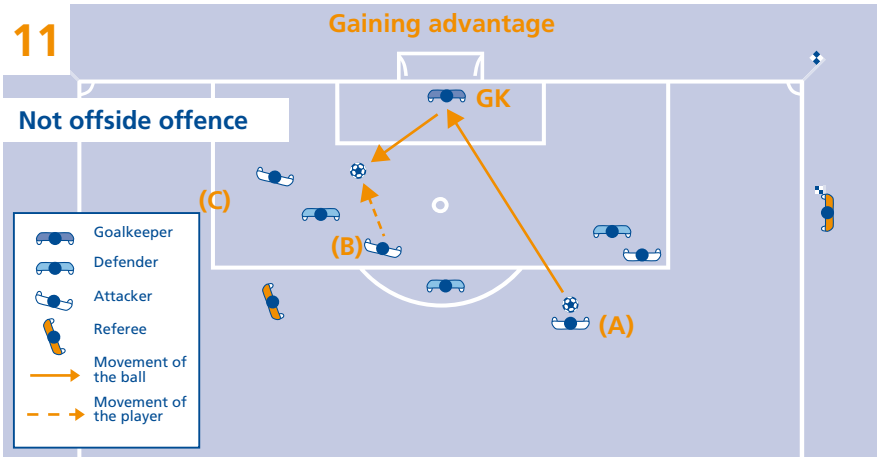 11
Gaining advantage
GK
Not offside offence
(C)
(B)
(A)
Goalkeeper
Defender
Attacker
Referee
Movement of
the ball
Movement of
the player